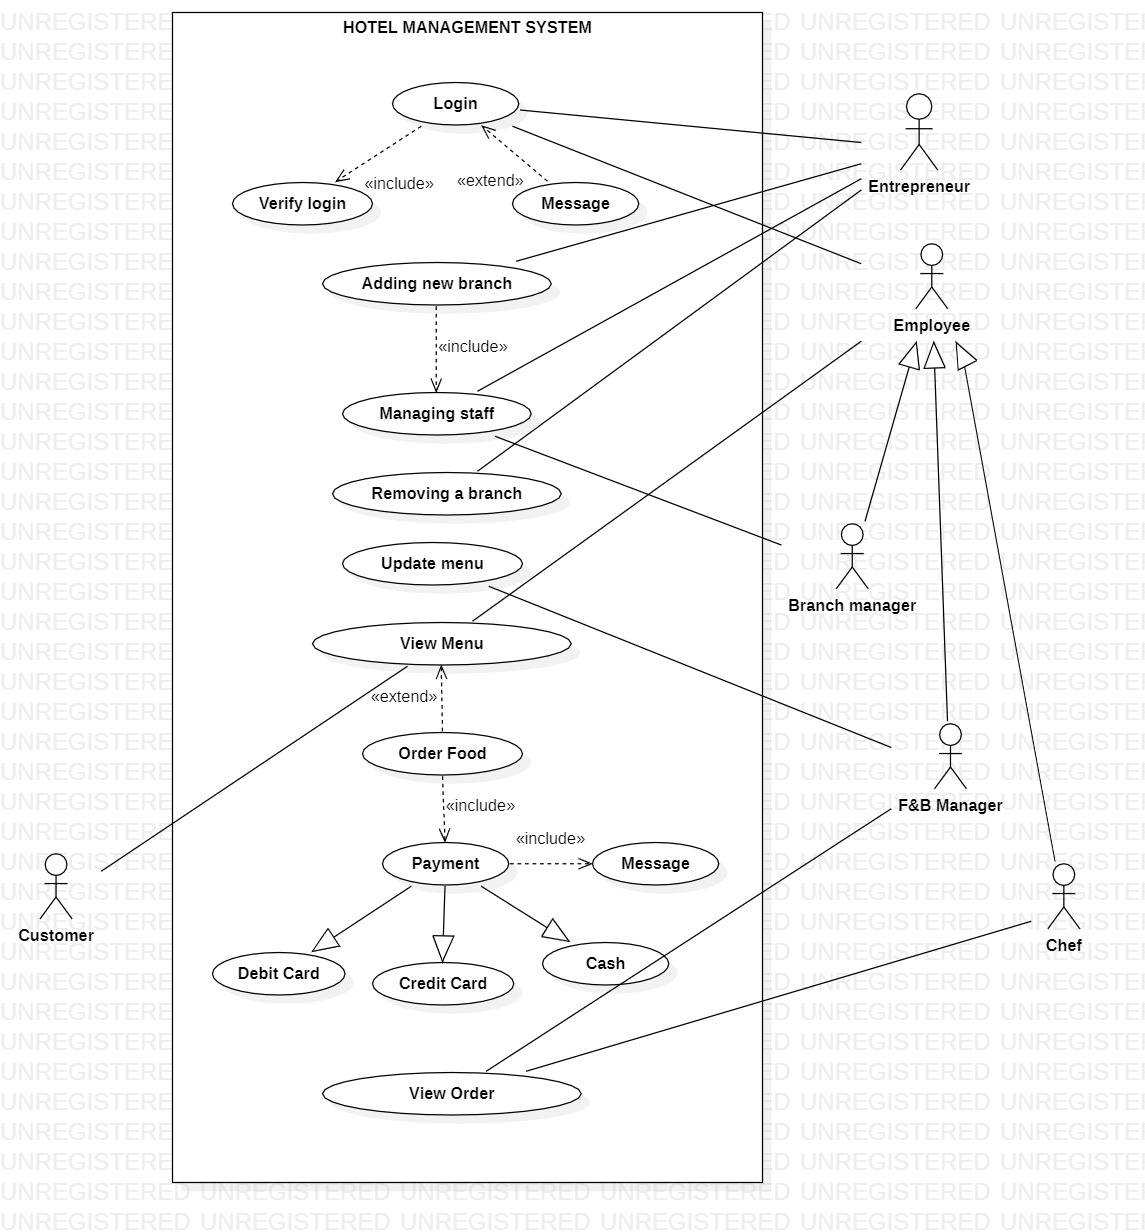 HOTEL MANAGEMENT SYSTEM
Login
Entrepreneur
«include»
«extend»
Verify login
Message
Adding new branch
Employee
«include»
Managing staff
Removing a branch
Update menu
Branch manager
View Menu
«extend»
Order Food
«include»
F&B Manager
«include»
Payment
Message
Customer
Chef
Debit Card
Credit Card
Cash
View Order
UNREGISTERED UNREGISTERED UNREGISTERED UNREGISTERED UNREGISTERED UNREGISTERE